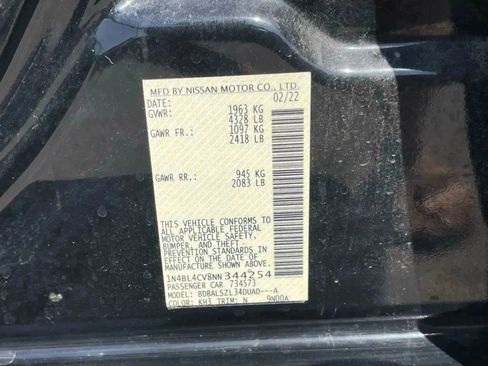 MFD BY NISSAN MOTOR CO., LTD.
DATE: 02/22
GVWR: 1963 KG
4328 LB
GAWR FR.: 1097 KG
2418 LB
GAWR RR.: 945 KG
2083 LB
THIS VEHICLE CONFORMS TO
ALL APPLICABLE FEDERAL
MOTOR VEHICLE SAFETY,
BUMPER, AND THEFT
PREVENTION STANDARDS
IN EFFECT ON THE DATE OF
MANUFACTURE SHOWN ABOVE.
1N4BL4CV8NN344254
PASSENGER CAR 734573
MODEL: BDBALSZL34DUAD---A
COLOR: KH3 TRIM: N 9N00A